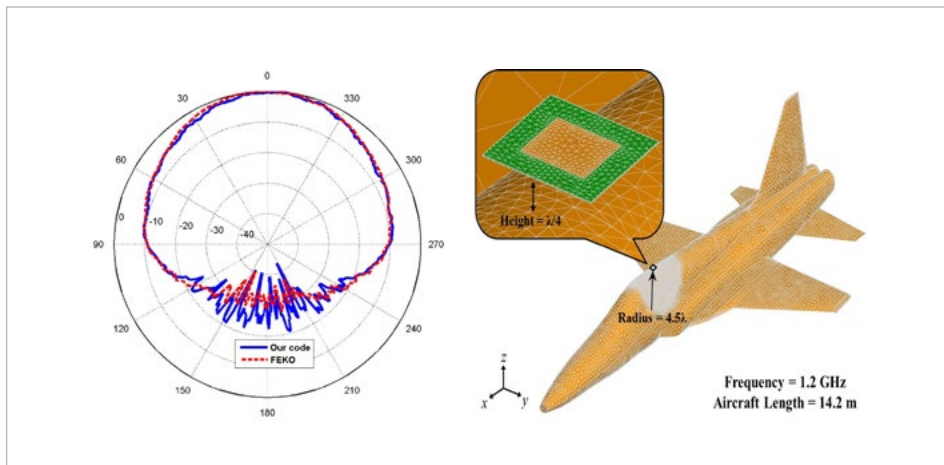 0
30
330
60
300
0
-10
-20
-30
-40
90
270
120
240
Our code
FEKO
150
210
180
Height = λ/4
Radius = 4.5λ
z
x
y
Frequency = 1.2 GHz
Aircraft Length = 14.2 m